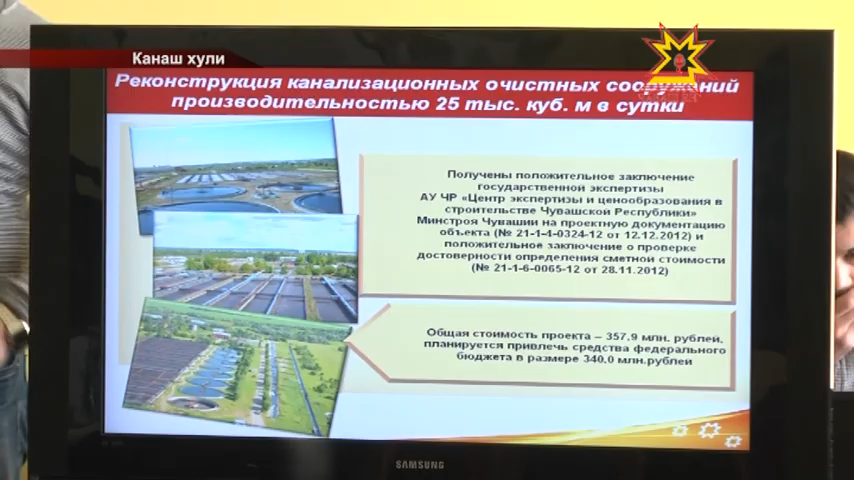 Канаш хули
Реконструкция канализационных очистных сооружений
производительностью 25 тыс. куб. м в сутки
Получены положительное заключение
государственной экспертизы
АУ ЧР «Центр экспертизы и ценообразования в
строительстве Чувашской Республики»
Минстроя Чувашии на проектную документацию
объекта (№ 21-1-4-0324-12 от 12.12.2012) и
положительное заключение о проверке
достоверности определения сметной стоимости
(№ 21-1-6-0065-12 от 28.11.2012)
Общая стоимость проекта – 357,9 млн. рублей,
планируется привлечь средства федерального
бюджета в размере 340,0 млн.рублей
SAMSUNG